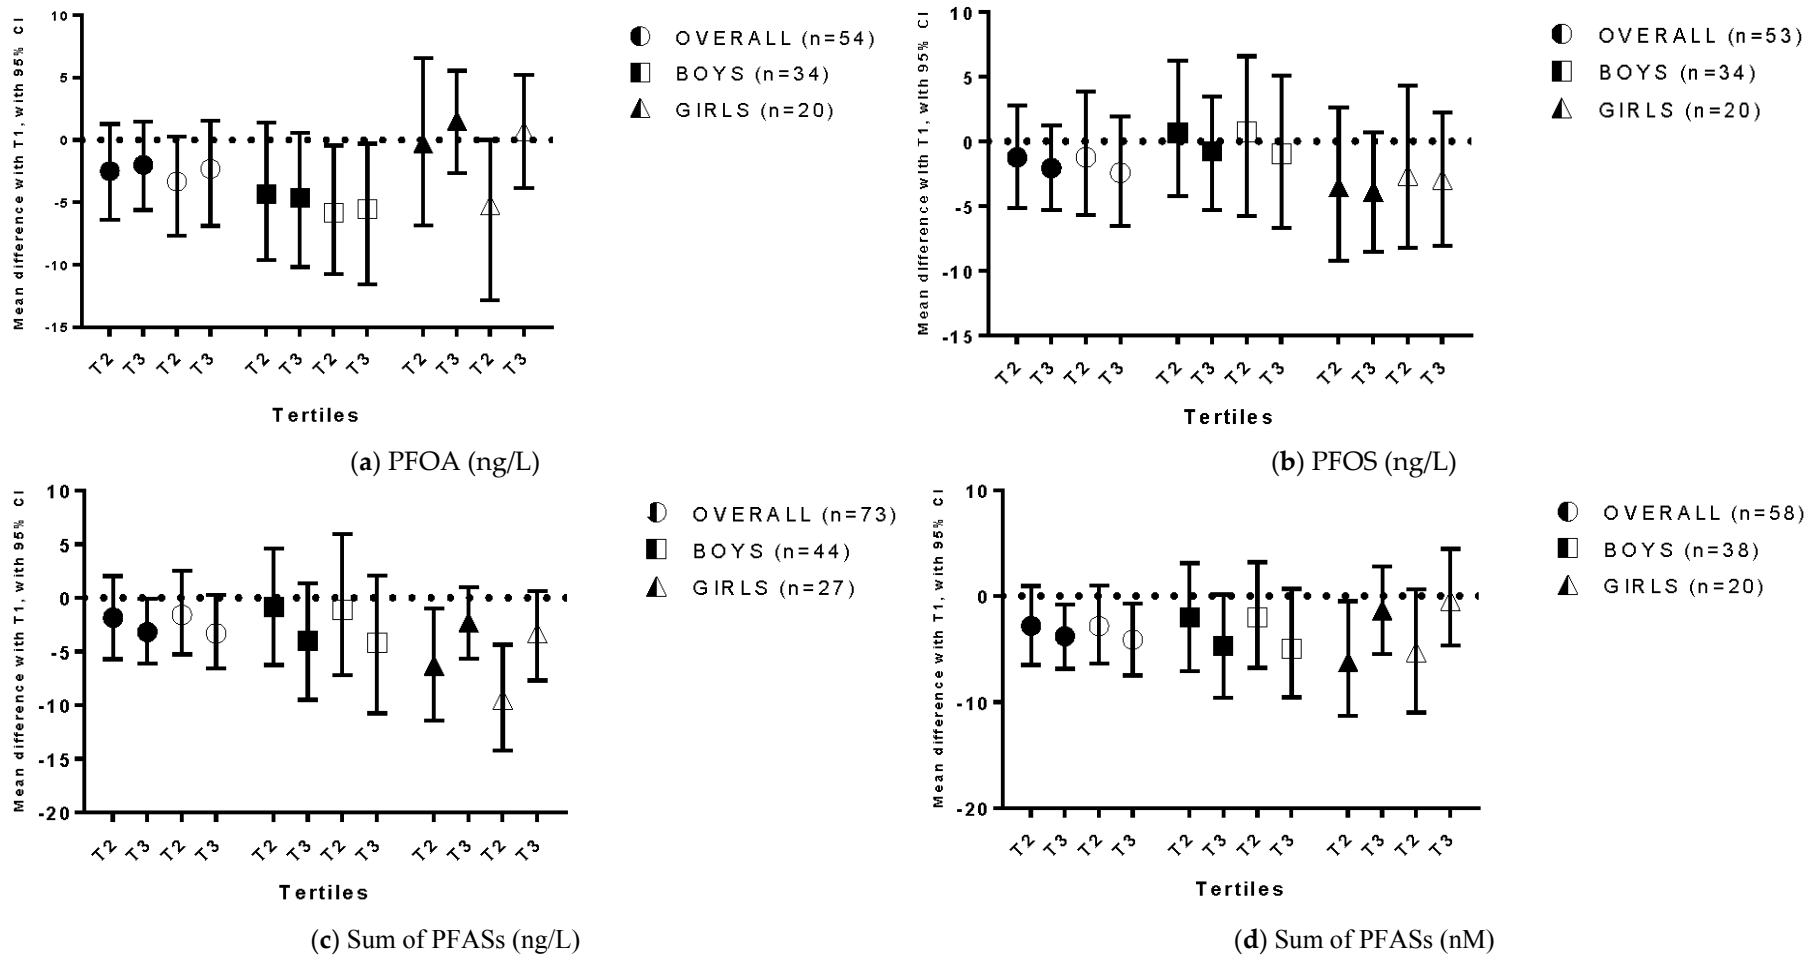 Mean difference with T1, with 95% CI
10
5
0
-5
-10
-15
T2 T3 T2 T3 T2 T3 T2 T3 T2 T3 T2 T3
Tertiles
OVERALL (n=54)
BOYS (n=34)
GIRLS (n=20)
(a) PFOA (ng/L)
Mean difference with T1, with 95% CI
10
5
0
-5
-10
-15
T2 T3 T2 T3 T2 T3 T2 T3 T2 T3 T2 T3
Tertiles
OVERALL (n=53)
BOYS (n=34)
GIRLS (n=20)
(b) PFOS (ng/L)
Mean difference with T1, with 95% CI
10
5
0
-5
-10
-15
-20
T2 T3 T2 T3 T2 T3 T2 T3 T2 T3 T2 T3
Tertiles
OVERALL (n=73)
BOYS (n=44)
GIRLS (n=27)
(c) Sum of PFASs (ng/L)
Mean difference with T1, with 95% CI
10
0
-10
-20
T2 T3 T2 T3 T2 T3 T2 T3 T2 T3 T2 T3
Tertiles
OVERALL (n=58)
BOYS (n=38)
GIRLS (n=20)
(d) Sum of PFASs (nM)